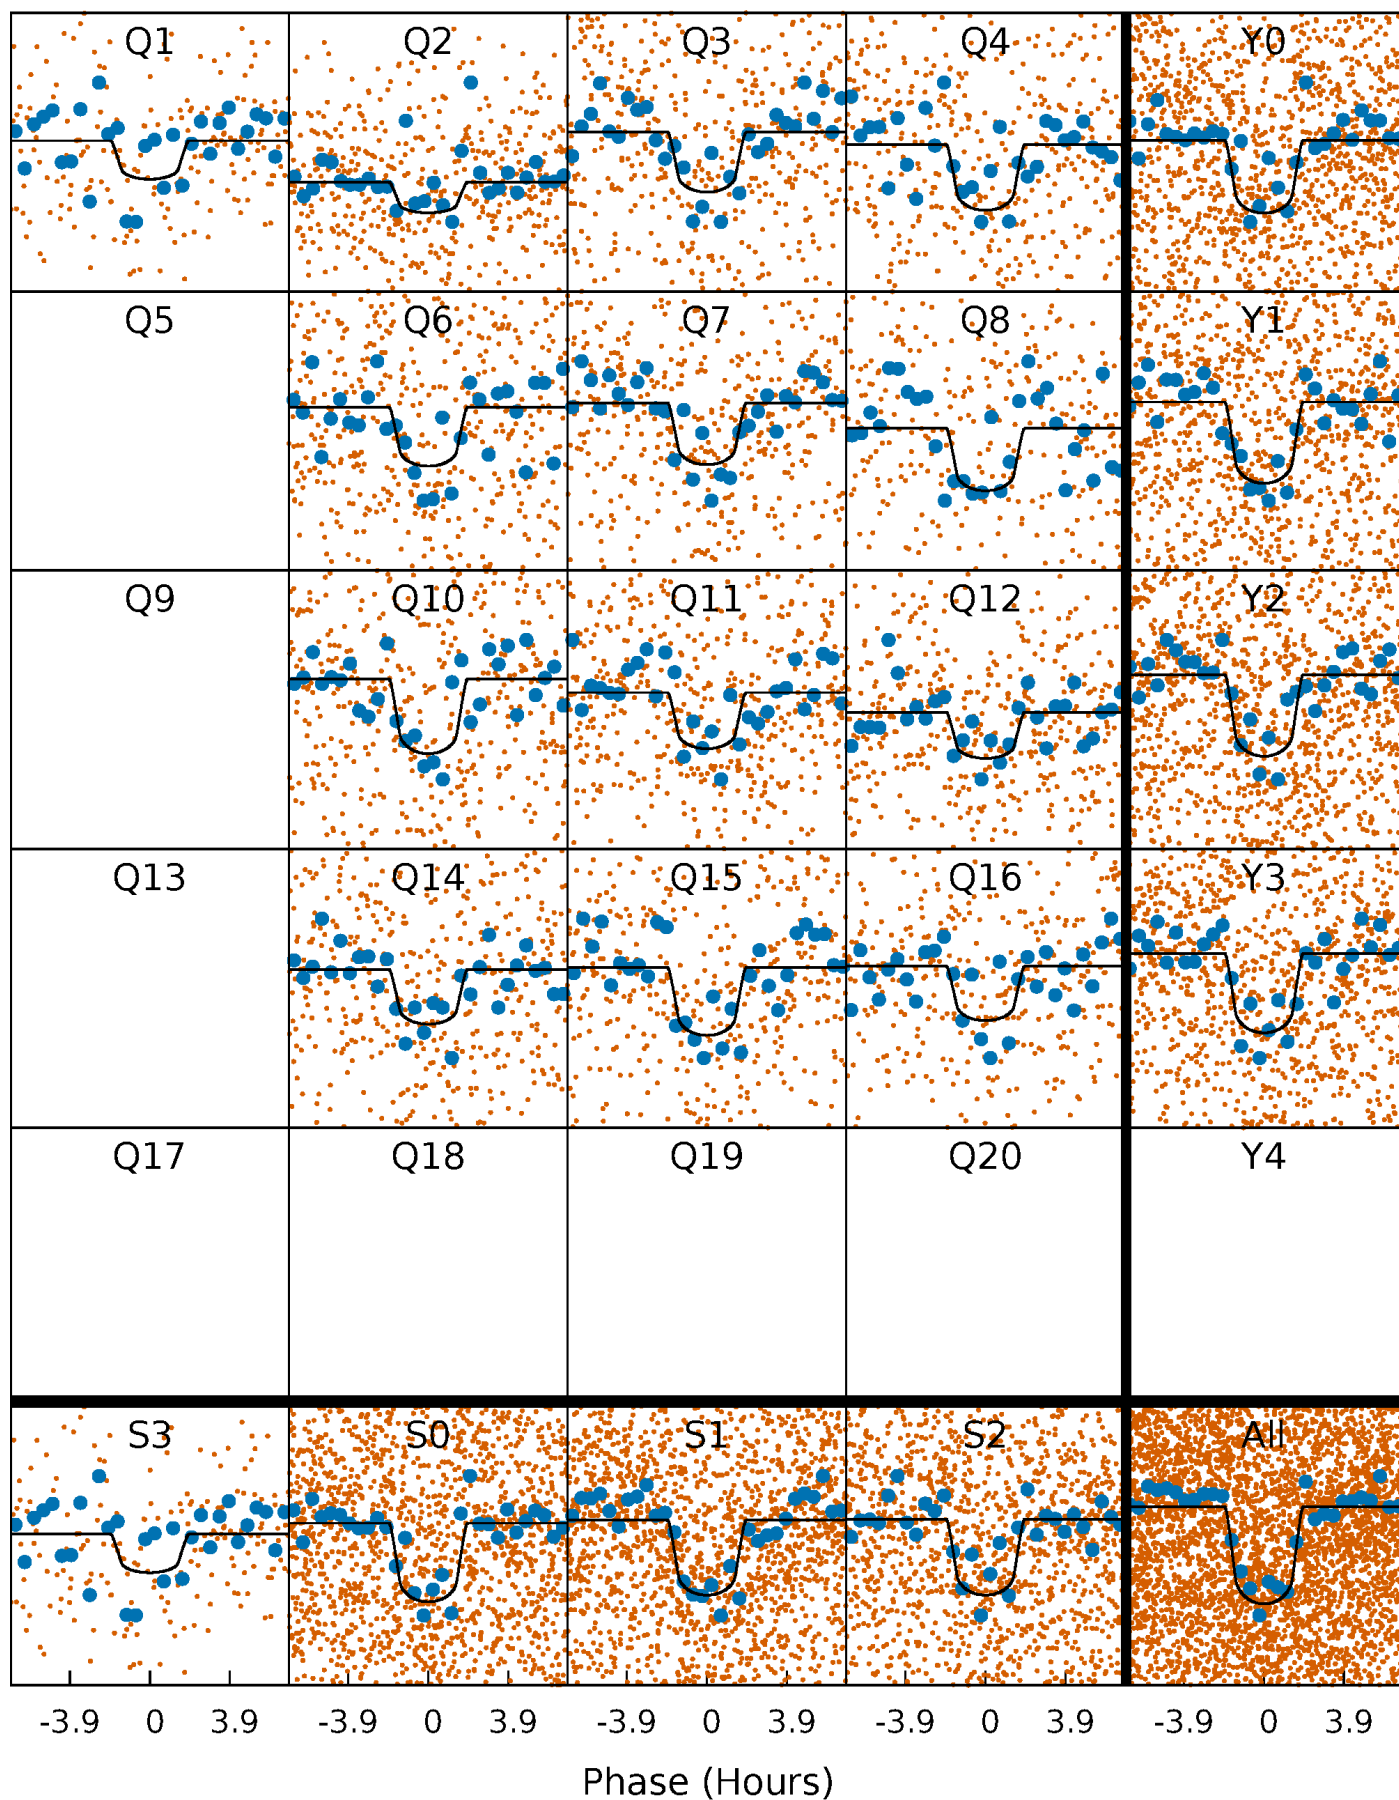 Q1 Q2 Q3 Q4 Y0
Q5 Q6 Q7 Q8 Y1
Q9 Q10 Q11 Q12 Y2
Q13 Q14 Q15 Q16 Y3
Q17 Q18 Q19 Q20 Y4
S3 S0 S1 S2 All
-3.9 0 3.9 -3.9 0 3.9 -3.9 0 3.9 -3.9 0 3.9 -3.9 0 3.9
Phase (Hours)